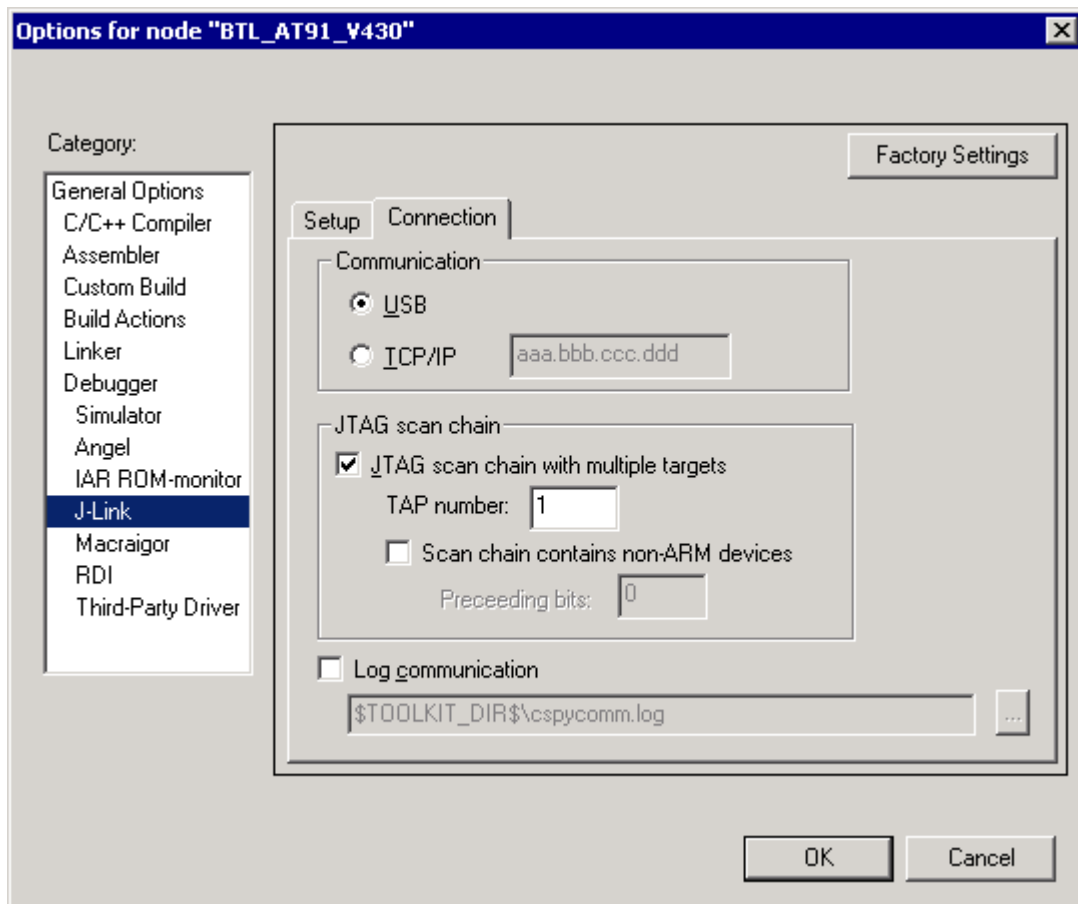 Options for node "BTL_AT91_V430"
Category:
General Options
C/C++ Compiler
Assembler
Custom Build
Build Actions
Linker
Debugger
Simulator
Angel
IAR ROM-monitor
J-Link
Macraigor
RDI
Third-Party Driver
Factory Settings
Setup
Connection
Communication
USB
TCP/IP
aaa.bbb.ccc.ddd
JTAG scan chain
JTAG scan chain with multiple targets
TAP number:
1
Scan chain contains non-ARM devices
Preceeding bits:
0
Log communication
$TOOLKIT_DIR$\cspycomm.log
...
OK
Cancel